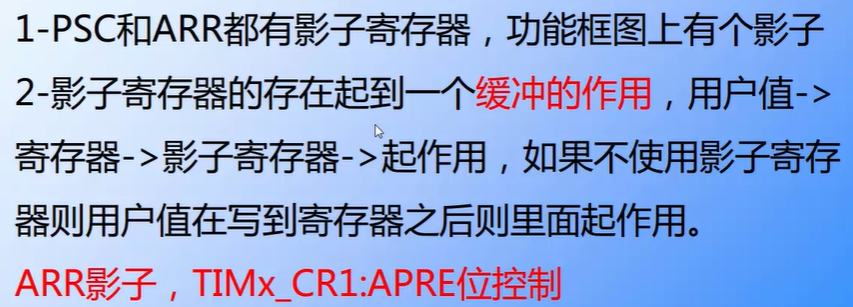 1-PSC和ARR都有影子寄存器，功能框图上有个影子
2-影子寄存器的存在起到一个缓冲的作用，用户值->
寄存器->影子寄存器->起作用，如果不使用影子寄存
器则用户值在写到寄存器之后则里面起作用。
ARR影子，TIMx_CR1:APRE位控制